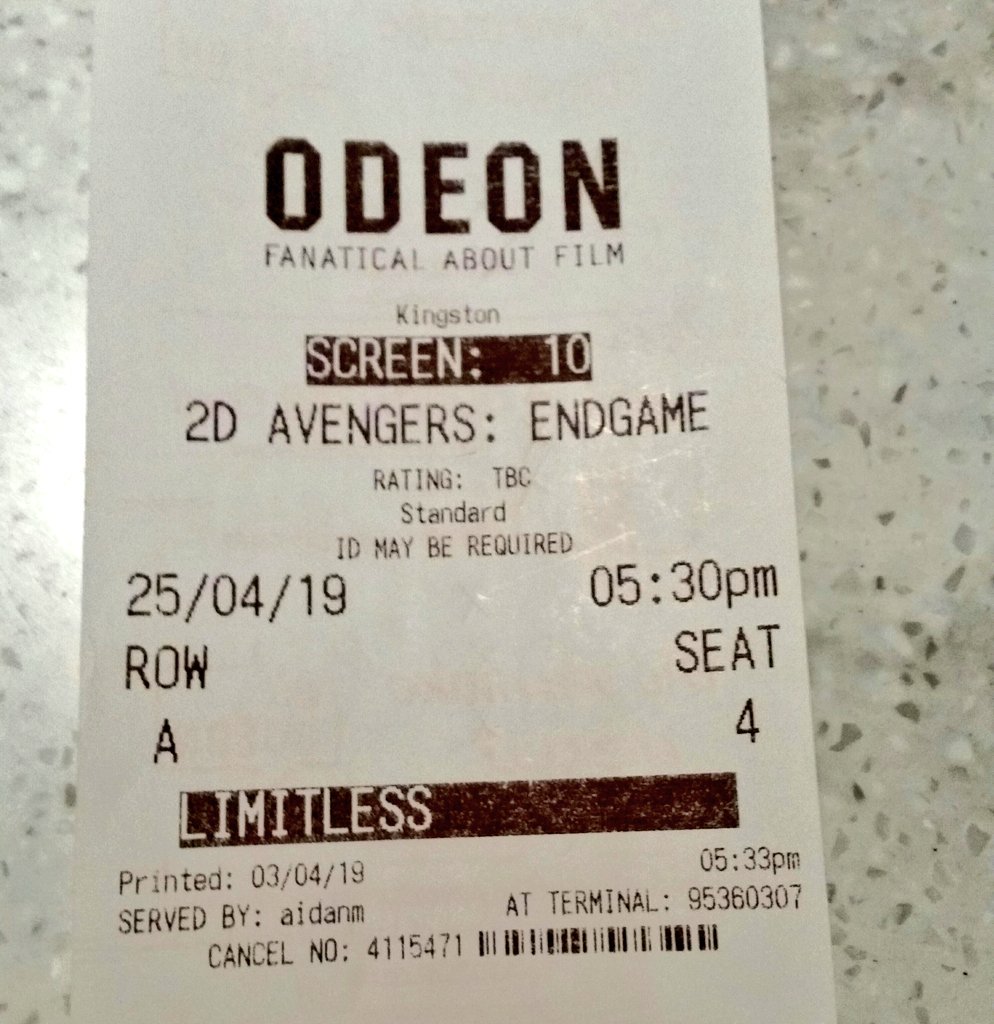 ODEON
FANATICAL ABOUT FILM
Kingston
SCREEN: 10
2D AVENGERS: ENDGAME
RATING: TBC
Standard
ID MAY BE REQUIRED
25/04/19 05:30pm
ROW SEAT
A 4
LIMITLESS
Printed: 03/04/19 05:33pm
SERVED BY: aidanm AT TERMINAL: 95360307
CANCEL NO: 4115471